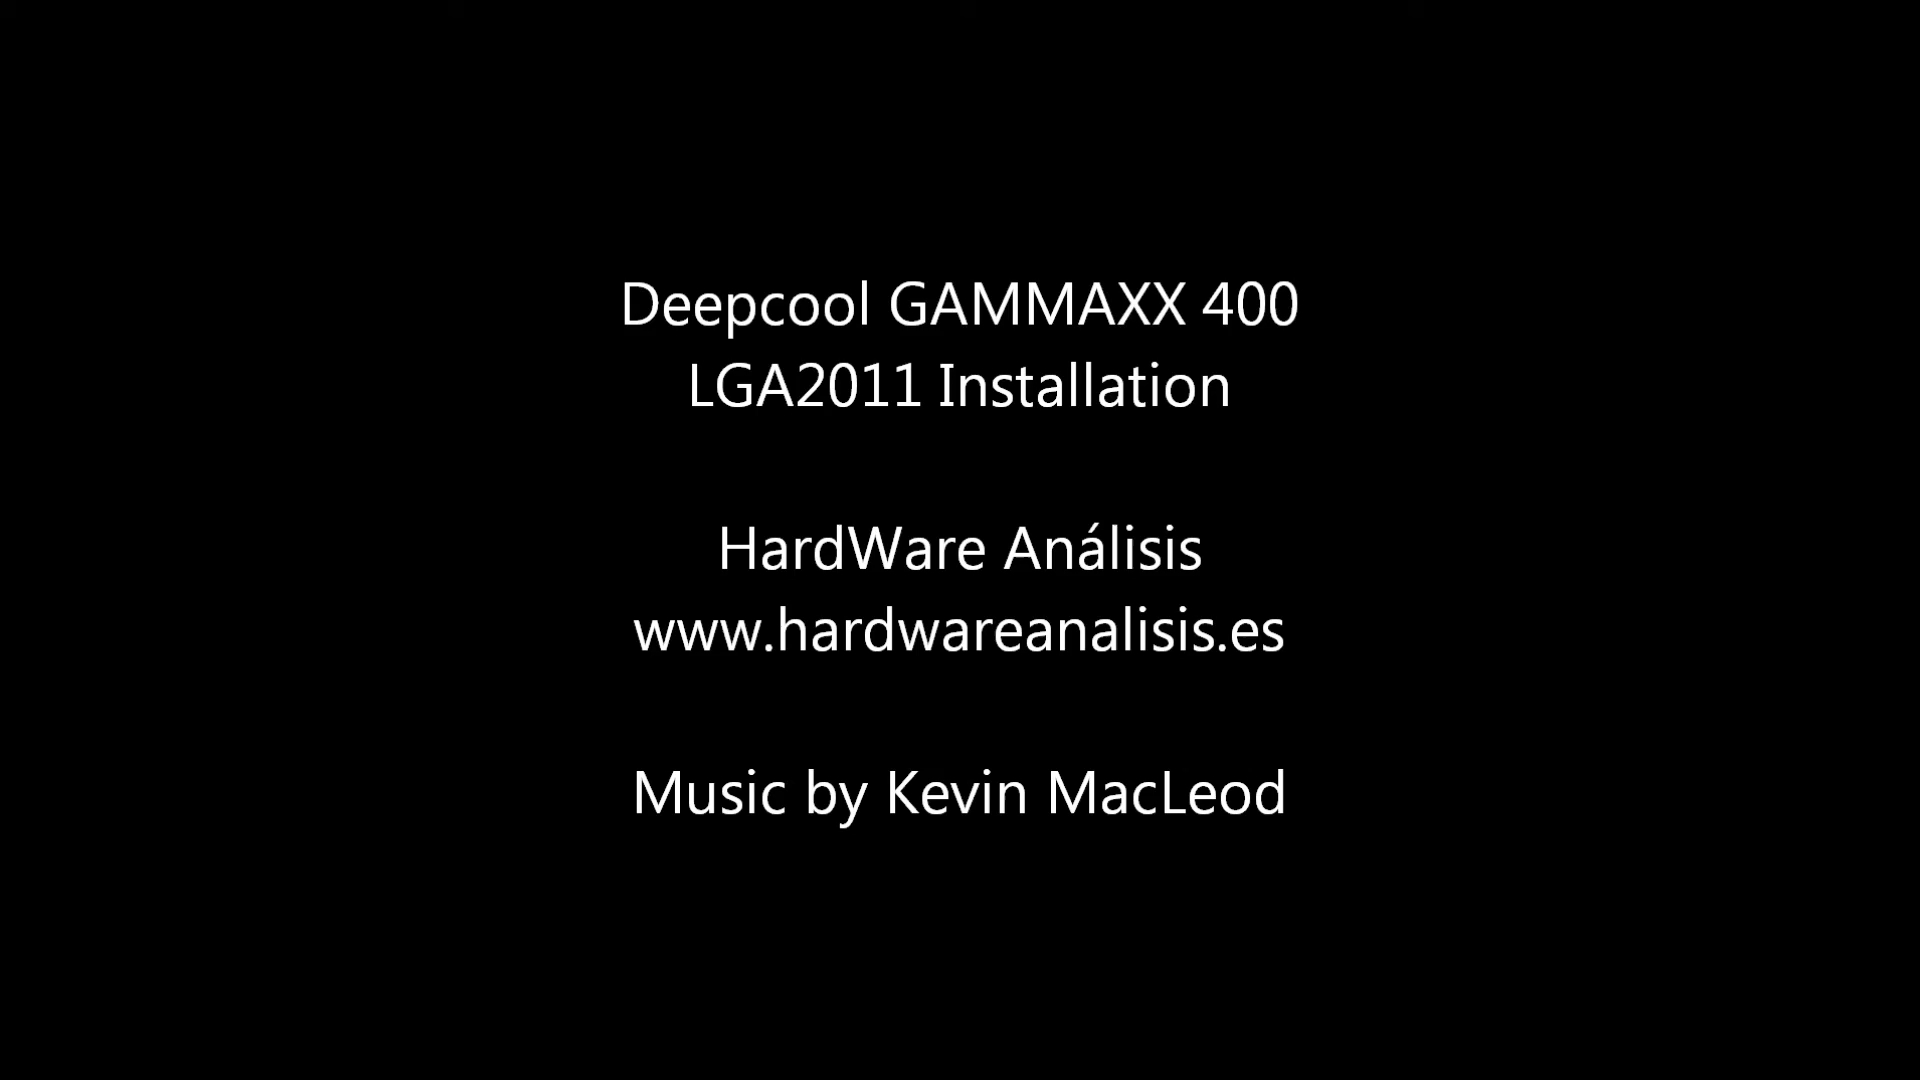 Deepcool GAMMAXX 400
LGA2011 Installation
HardWare Análisis
www.hardwareanalisis.es
Music by Kevin MacLeod